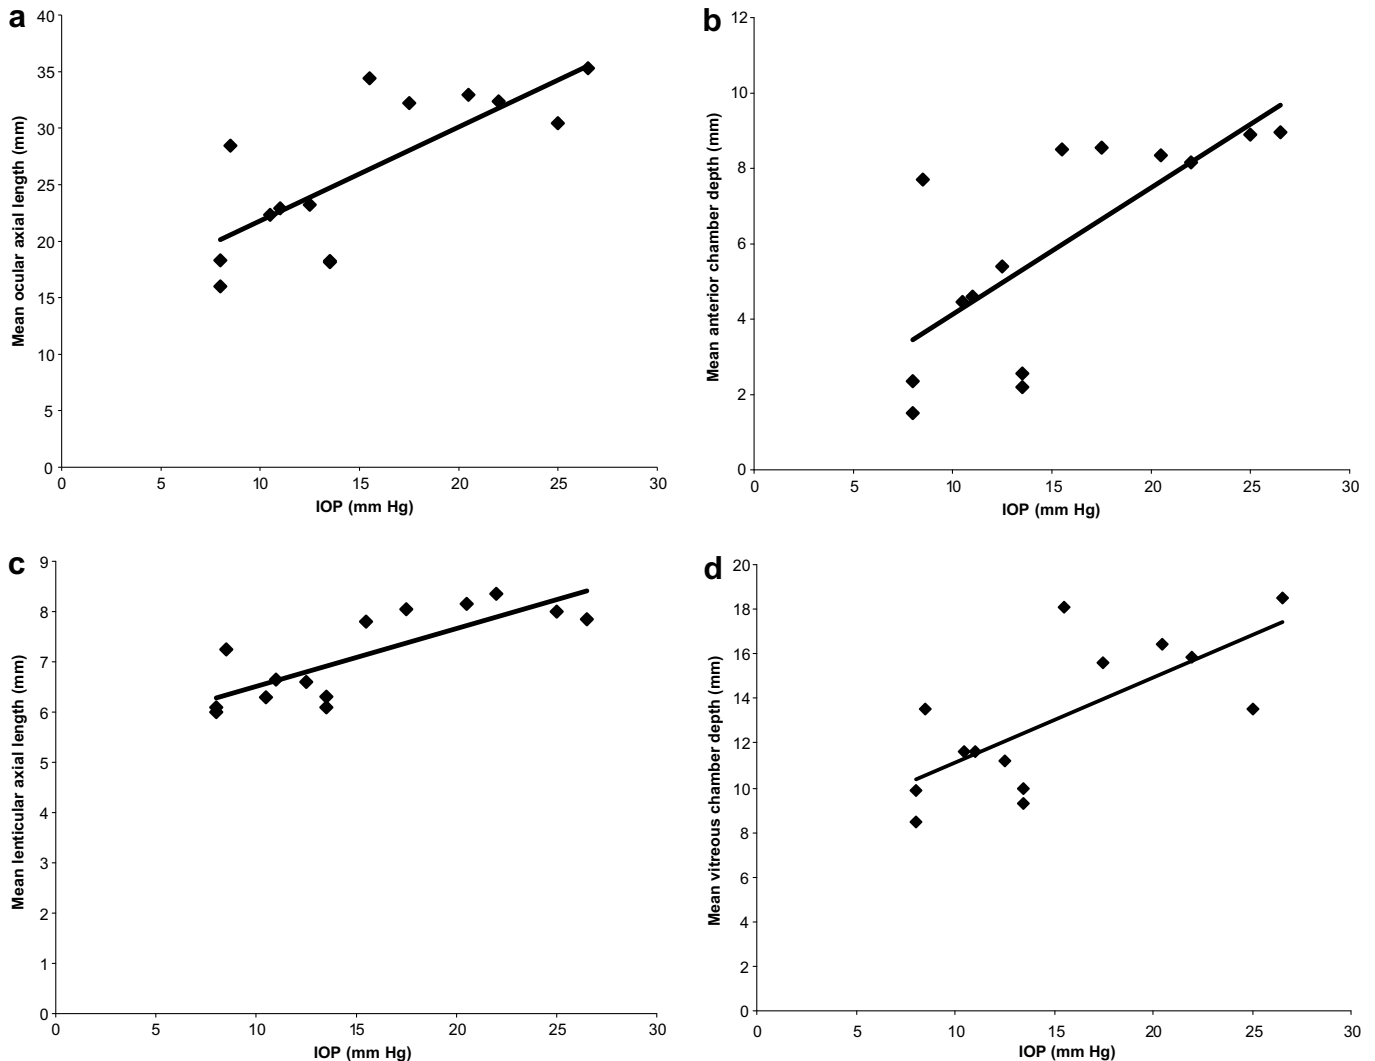 a
40
35
30
25
20
15
10
5
0
Mean ocular axial length (mm)
0 5 10 15 20 25 30
IOP (mm Hg)
b
12
10
8
6
4
2
0
Mean anterior chamber depth (mm)
0 5 10 15 20 25 30
IOP (mm Hg)
c
9
8
7
6
5
4
3
2
1
0
Mean lenticular axial length (mm)
0 5 10 15 20 25 30
IOP (mm Hg)
d
20
18
16
14
12
10
8
6
4
2
0
Mean vitreous chamber depth (mm)
0 5 10 15 20 25 30
IOP (mm Hg)